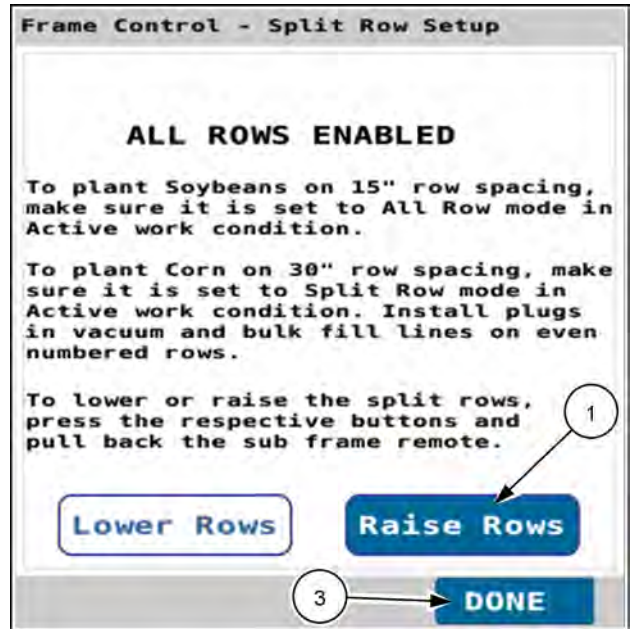 Frame Control - Split Row Setup
ALL ROWS ENABLED
To plant Soybeans on 15" row spacing,
make sure it is set to All Row mode in
Active work condition.
To plant Corn on 30" row spacing, make
sure it is set to Split Row mode in
Active work condition. Install plugs
in vacuum and bulk fill lines on even
numbered rows.
To lower or raise the split rows,
press the respective buttons and
pull back the sub frame remote.
1
Lower Rows
Raise Rows
3
DONE